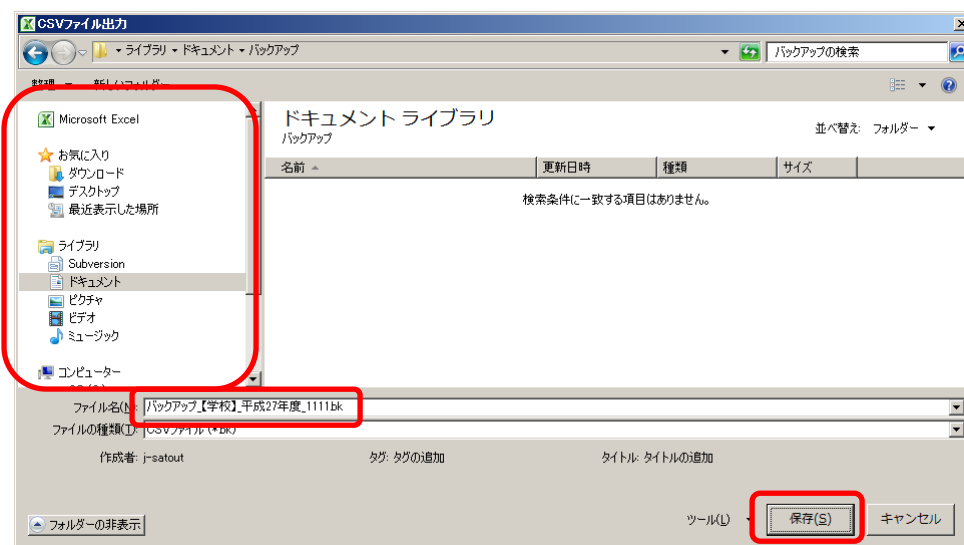 CSVファイル出力
▾ ライブラリ ▾ ドキュメント ▾ バックアップ
バックアップの検索
整理 新しいフォルダー
Microsoft Excel
お気に入り
ダウンロード
デスクトップ
最近表示した場所
ライブラリ
Subversion
ドキュメント
ピクチャ
ビデオ
ミュージック
コンピューター
ドキュメント ライブラリ
バックアップ
並べ替え: フォルダー ▼
名前 更新日時 種類 サイズ
検索条件に一致する項目はありません。
ファイル名(N): バックアップ_【学校】_平成27年度_1111bk
ファイルの種類(T): CSVファイル (*bk)
作成者: j-satout タグ: タグの追加 タイトル: タイトルの追加
フォルダーの非表示 ツール(L) 保存(S) キャンセル